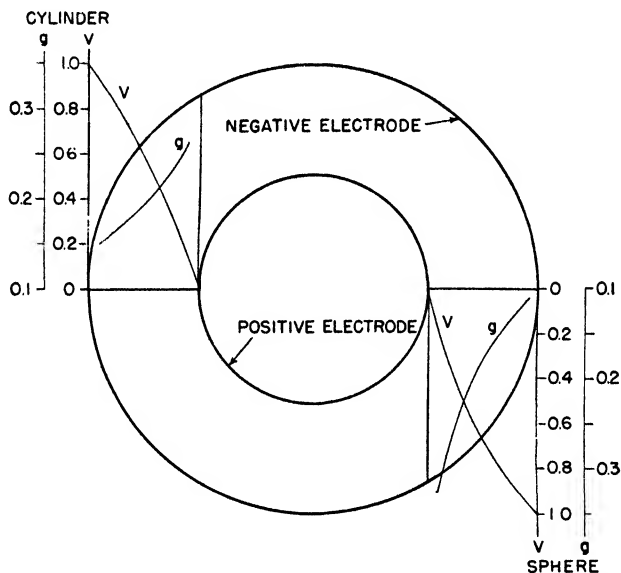 CYLINDER
g V
1.0
0.3 0.8
0.6
0.2 0.4
0.2
0.1 0
V
g
NEGATIVE ELECTRODE
POSITIVE ELECTRODE
V
g
0 0.1
0.2
0.4 0.2
0.6
0.8 0.3
1.0
V g
SPHERE